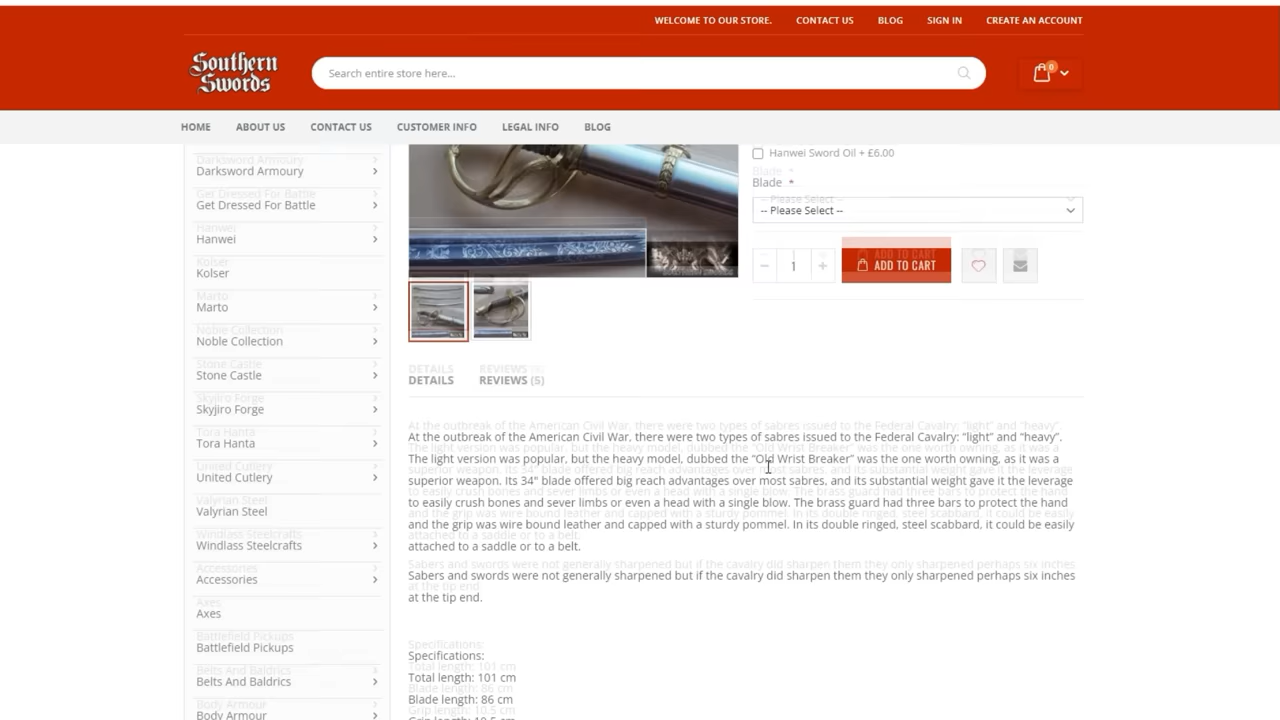 WELCOME TO OUR STORE. CONTACT US BLOG SIGN IN CREATE AN ACCOUNT
Southern
Swords
Search entire store here...
0
HOME ABOUT US CONTACT US CUSTOMER INFO LEGAL INFO BLOG
Darksword Armoury
Get Dressed For Battle
Hanwei
Kolser
Marto
Noble Collection
Stone Castle
Skyjiro Forge
Tora Hanta
United Cutlery
Valyrian Steel
Windlass Steelcrafts
Accessories
Axes
Battlefield Pickups
Belts And Baldrics
Body Armour
Hanwei Sword Oil + £6.00
Blade *
-- Please Select --
1
ADD TO CART
DETAILS REVIEWS (5)
At the outbreak of the American Civil War, there were two types of sabres issued to the Federal Cavalry: "light" and "heavy".
The light version was popular, but the heavy model, dubbed the “Old Wrist Breaker” was the one worth owning, as it was a
superior weapon. Its 34" blade offered big reach advantages over most sabres, and its substantial weight gave it the leverage
to easily crush bones and sever limbs or even a head with a single blow. The brass guard had three bars to protect the hand
and the grip was wire bound leather and capped with a sturdy pommel. In its double ringed, steel scabbard, it could be easily
attached to a saddle or to a belt.
Sabers and swords were not generally sharpened but if the cavalry did sharpen them they only sharpened perhaps six inches
at the tip end.
Specifications:
Total length: 101 cm
Blade length: 86 cm
Grip length: 10.5 cm